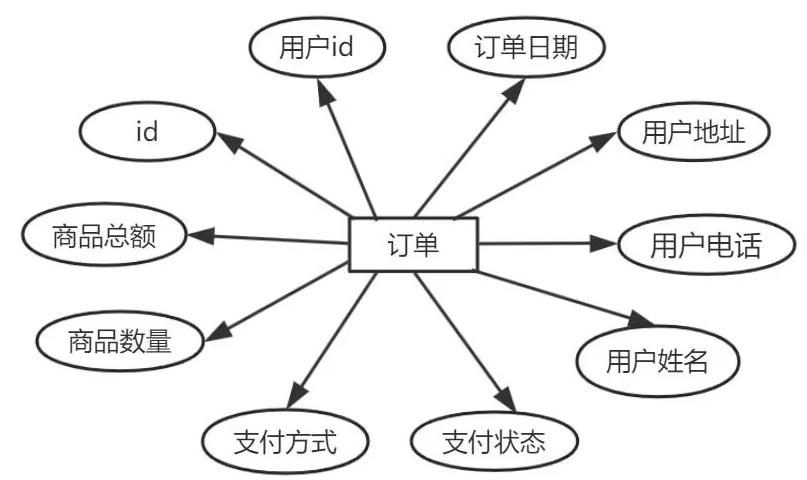 用户id
订单日期
id
用户地址
商品总额
订单
用户电话
商品数量
用户姓名
支付方式
支付状态